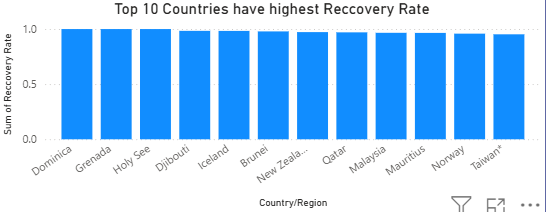 Top 10 Countries have highest Reccovery Rate
Sum of Reccovery Rate
1.0
0.5
0.0
Dominica
Grenada
Holy See
Djibouti
Iceland
Brunei
New Zeala...
Qatar
Malaysia
Mauritius
Norway
Taiwan*
Country/Region